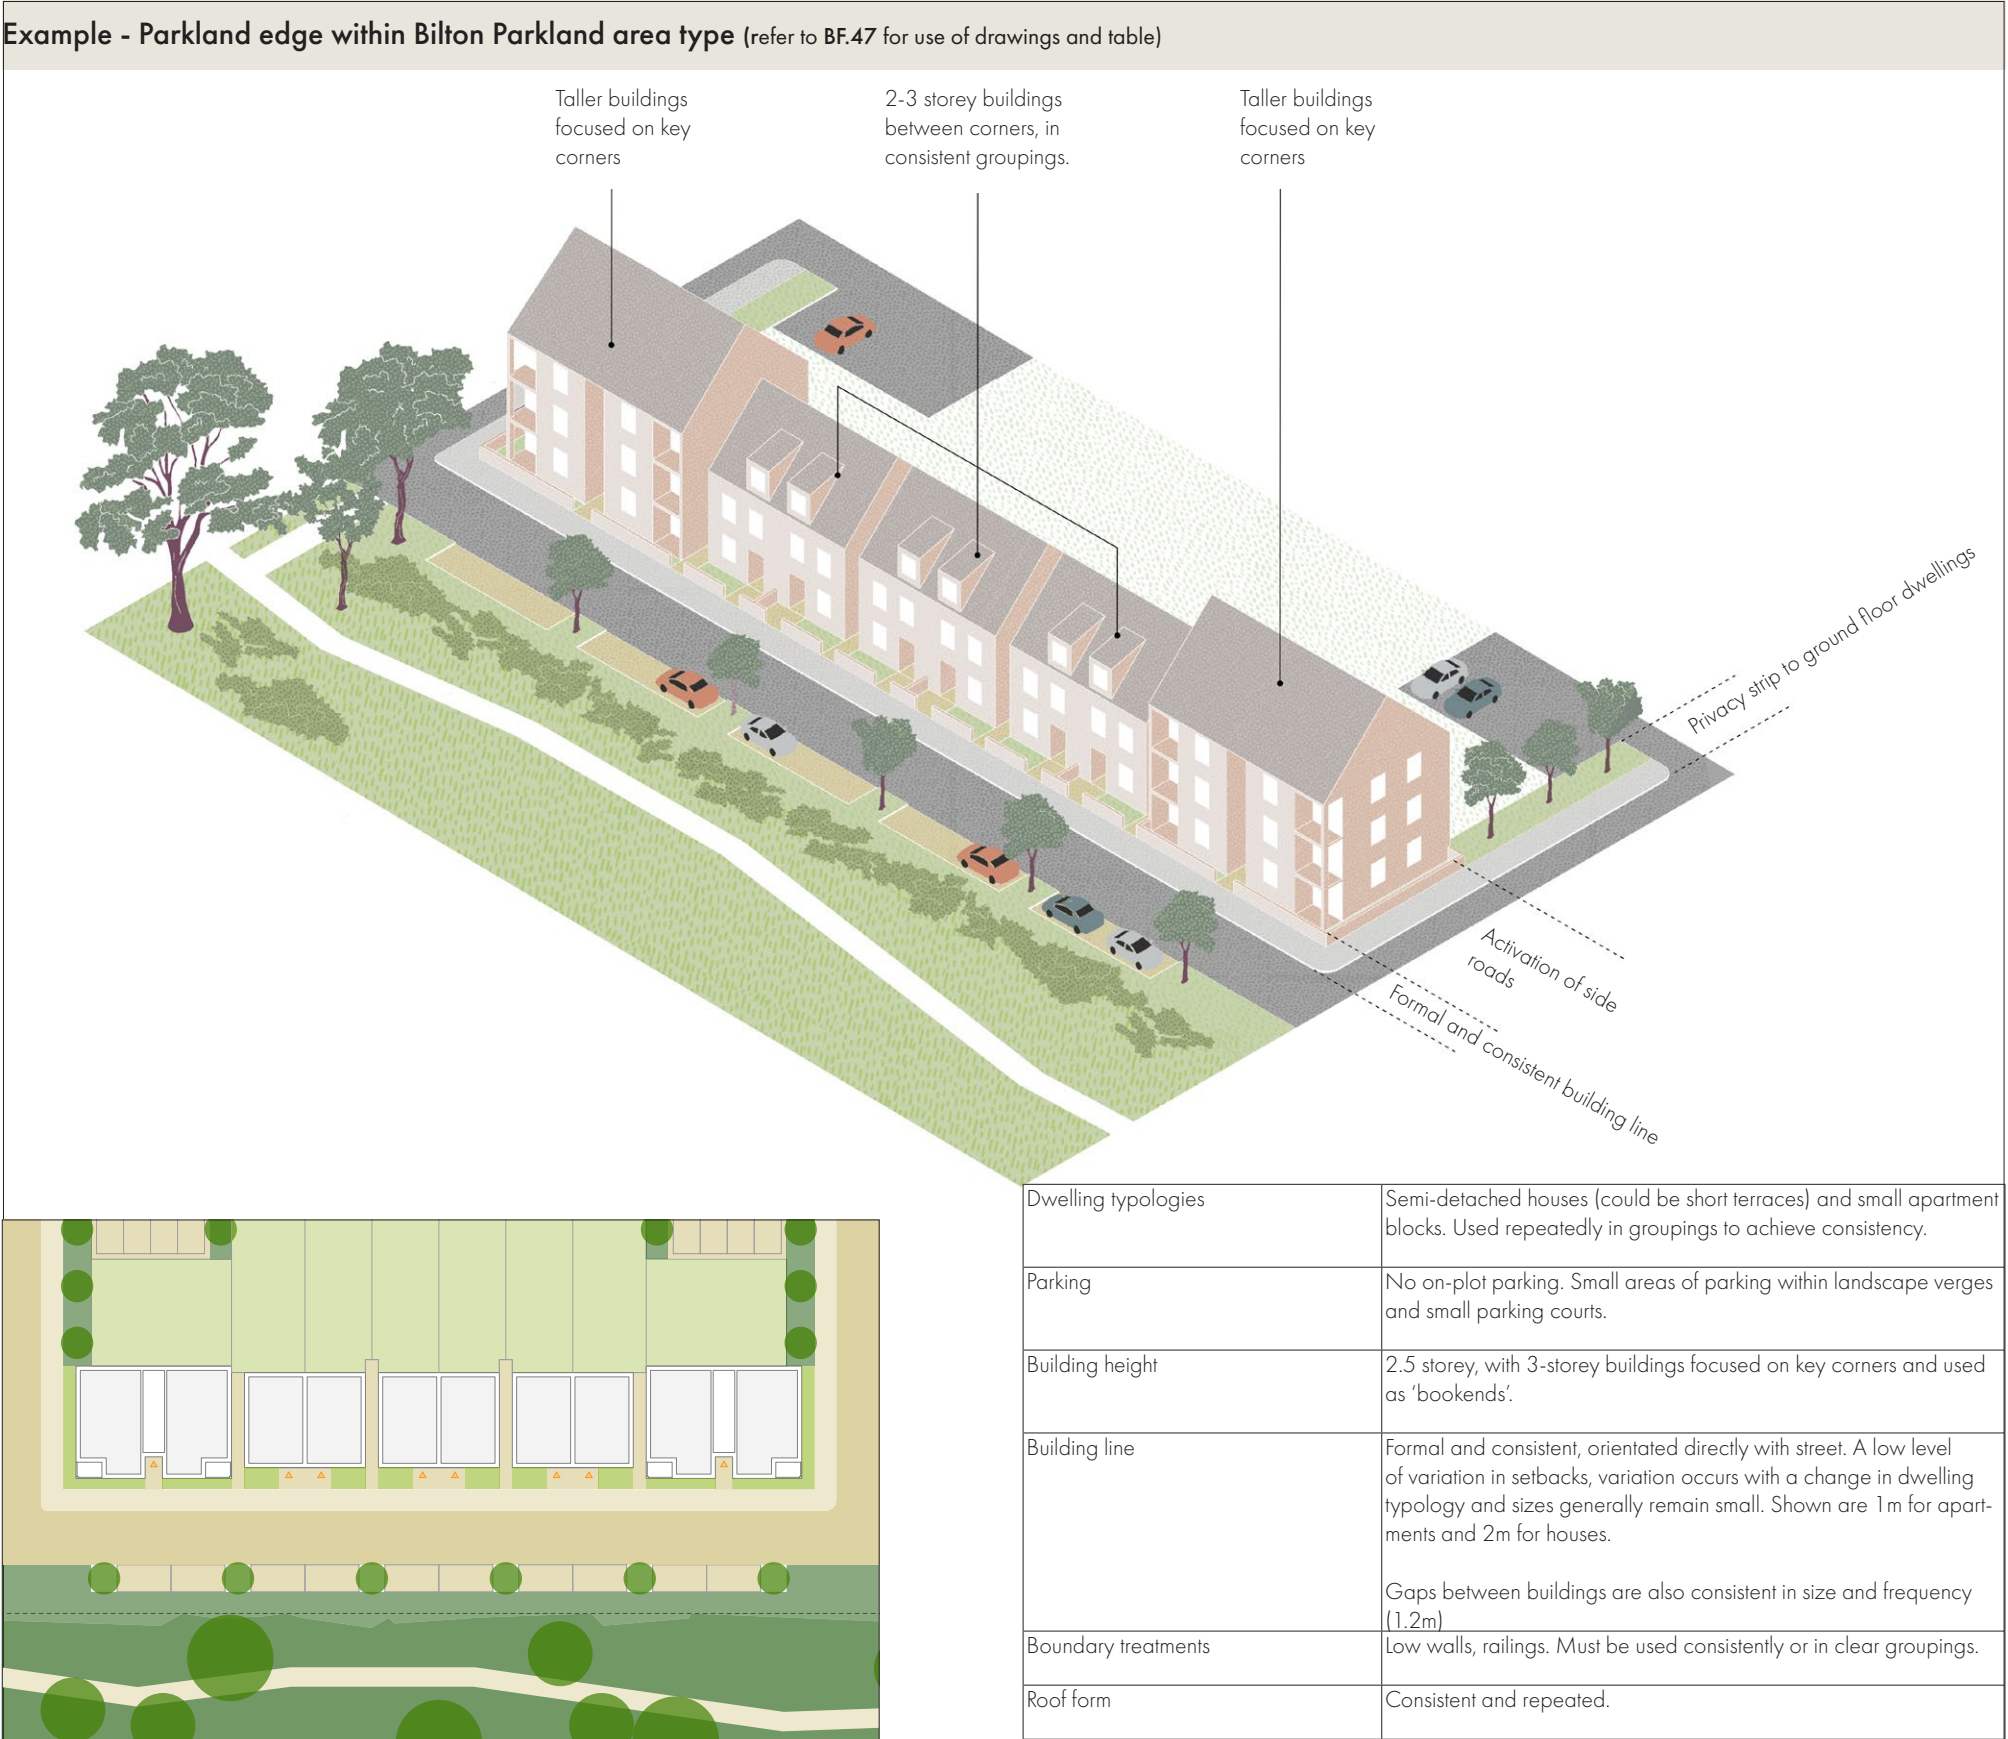 Example - Parkland edge within Bilton Parkland area type (refer to BF.47 for use of drawings and table)
Taller buildings
focused on key
corners
2-3 storey buildings
between corners, in
consistent groupings.
Taller buildings
focused on key
corners
Privacy strip to ground floor dwellings
Activation of side
roads
Formal and consistent building line
Dwelling typologies
Semi-detached houses (could be short terraces) and small apartment
blocks. Used repeatedly in groupings to achieve consistency.
Parking
No on-plot parking. Small areas of parking within landscape verges
and small parking courts.
Building height
2.5 storey, with 3-storey buildings focused on key corners and used
as ‘bookends’.
Building line
Formal and consistent, orientated directly with street. A low level
of variation in setbacks, variation occurs with a change in dwelling
typology and sizes generally remain small. Shown are 1m for apart-
ments and 2m for houses.
Gaps between buildings are also consistent in size and frequency
(1.2m)
Boundary treatments
Low walls, railings. Must be used consistently or in clear groupings.
Roof form
Consistent and repeated.